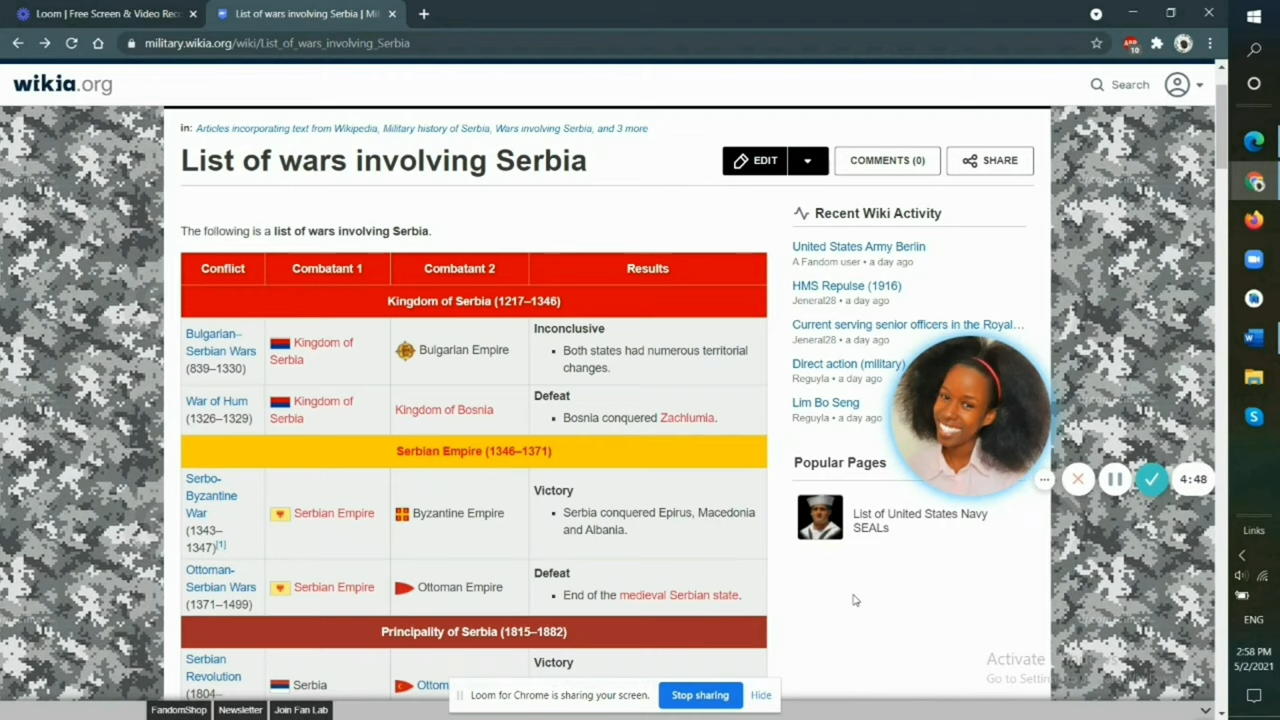 Loom | Free Screen & Video Rec
List of wars involving Serbia | Mil
military.wikia.org/wiki/List_of_wars_involving_Serbia
10
wikia.org
Search
in: Articles incorporating text from Wikipedia, Military history of Serbia, Wars involving Serbia, and 3 more
List of wars involving Serbia
EDIT
COMMENTS (0)
SHARE
The following is a list of wars involving Serbia.
Conflict Combatant 1 Combatant 2 Results
Kingdom of Serbia (1217–1346)
Bulgarian–
Serbian Wars
(839–1330)
Kingdom of
Serbia
Bulgarian Empire
Inconclusive
Both states had numerous territorial
changes.
War of Hum
(1326–1329)
Kingdom of
Serbia
Kingdom of Bosnia
Defeat
Bosnia conquered Zachlumia.
Serbian Empire (1346–1371)
Serbo-
Byzantine
War
(1343–
1347)[1]
Serbian Empire
Byzantine Empire
Victory
Serbia conquered Epirus, Macedonia
and Albania.
Ottoman-
Serbian Wars
(1371–1499)
Serbian Empire
Ottoman Empire
Defeat
End of the medieval Serbian state.
Principality of Serbia (1815–1882)
Serbian
Revolution
(1804–
Serbia
Ottom
Victory
Recent Wiki Activity
United States Army Berlin
A Fandom user • a day ago
HMS Repulse (1916)
Jeneral28 • a day ago
Current serving senior officers in the Royal...
Jeneral28 • a day ago
Direct action (military)
Reguyla • a day ago
Lim Bo Seng
Reguyla • a day ago
Popular Pages
List of United States Navy
SEALs
4:48
Activate
Go to Settin
Loom for Chrome is sharing your screen.
Stop sharing
Hide
FandomShop
Newsletter
Join Fan Lab
Links
ENG
2:58 PM
5/2/2021